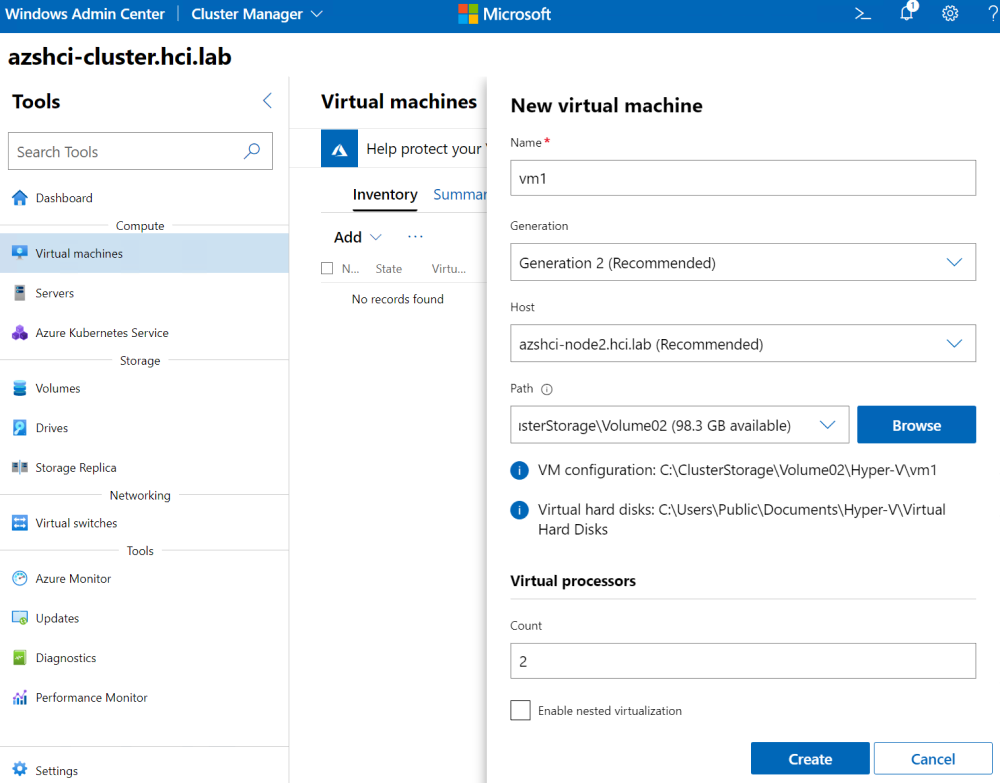 Windows Admin Center | Cluster Manager
Microsoft
1
?
azshci-cluster.hci.lab
Tools
Search Tools
Dashboard
Compute
Virtual machines
Servers
Azure Kubernetes Service
Storage
Volumes
Drives
Storage Replica
Networking
Virtual switches
Tools
Azure Monitor
Updates
Diagnostics
Performance Monitor
Settings
Virtual machines
Help protect your
Inventory Summar
Add ...
N... State Virtu...
No records found
New virtual machine
Name *
vm1
Generation
Generation 2 (Recommended)
Host
azshci-node2.hci.lab (Recommended)
Path
sterStorage\Volume02 (98.3 GB available)
Browse
VM configuration: C:\ClusterStorage\Volume02\Hyper-V\vm1
Virtual hard disks: C:\Users\Public\Documents\Hyper-V\Virtual
Hard Disks
Virtual processors
Count
2
Enable nested virtualization
Create
Cancel